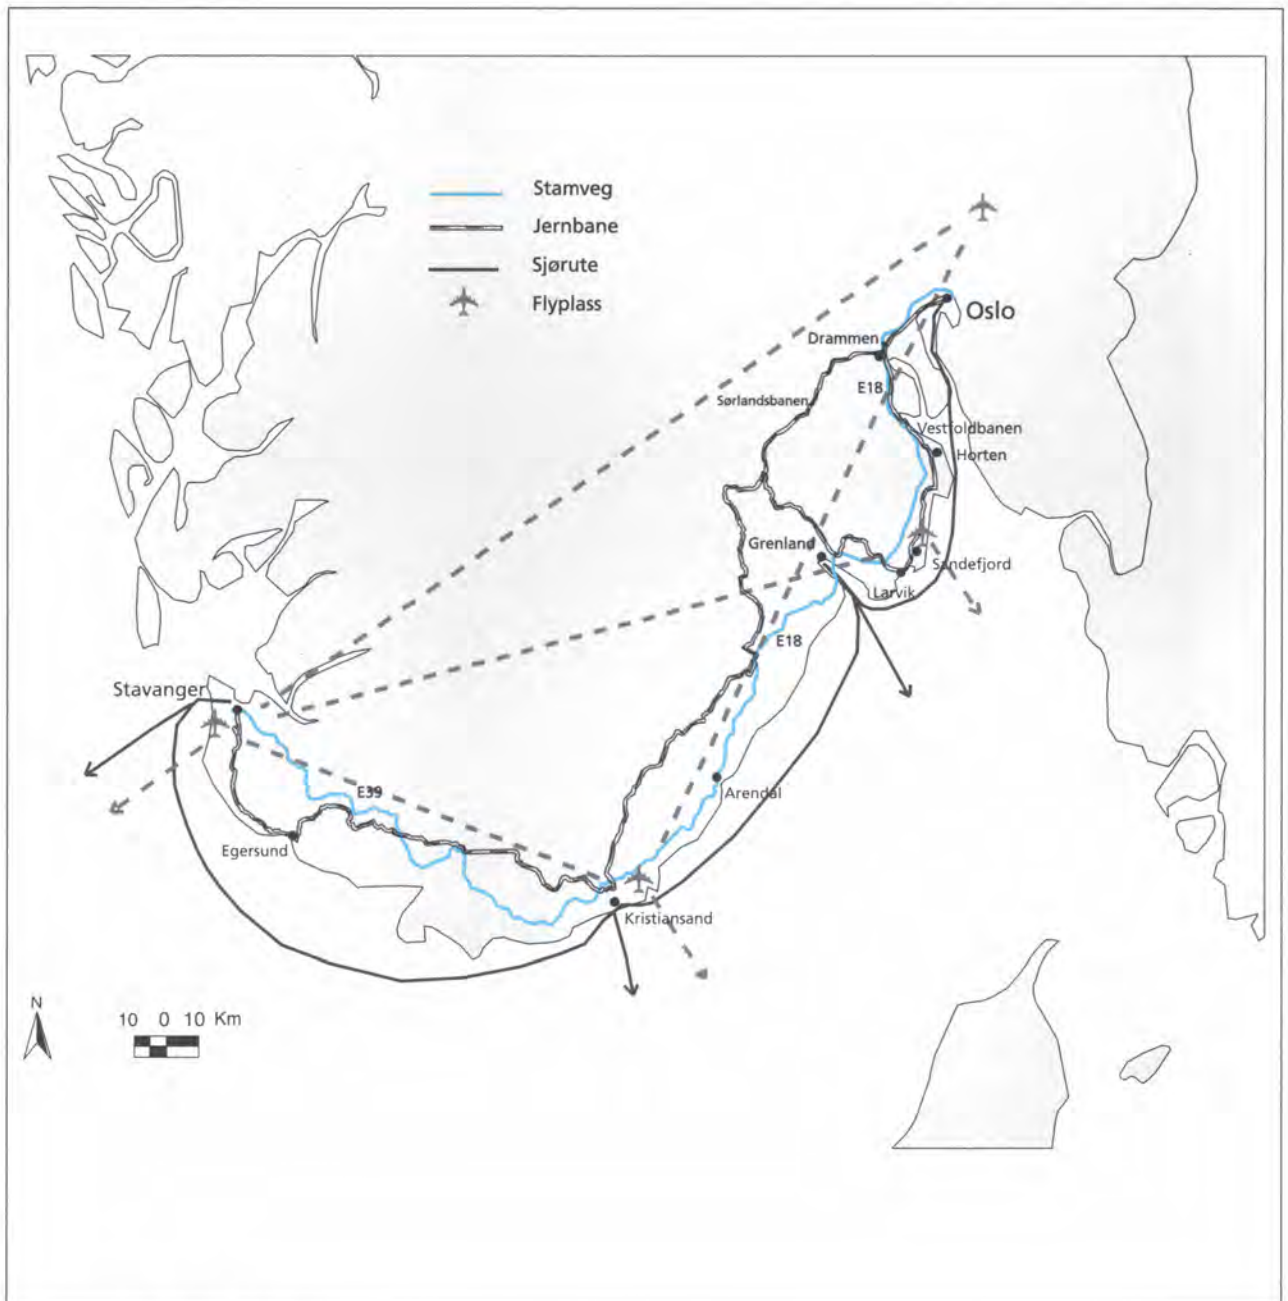 Stamveg
Jernbane
Sjørute
Flyplass
Oslo
Drammen
E18
Sørlandsbanen
Vestfoldbanen
Horten
Grenland
Sandefjord
Larvik
E18
Stavanger
E39
Arendal
Egersund
Kristiansand
N
10 0 10 Km